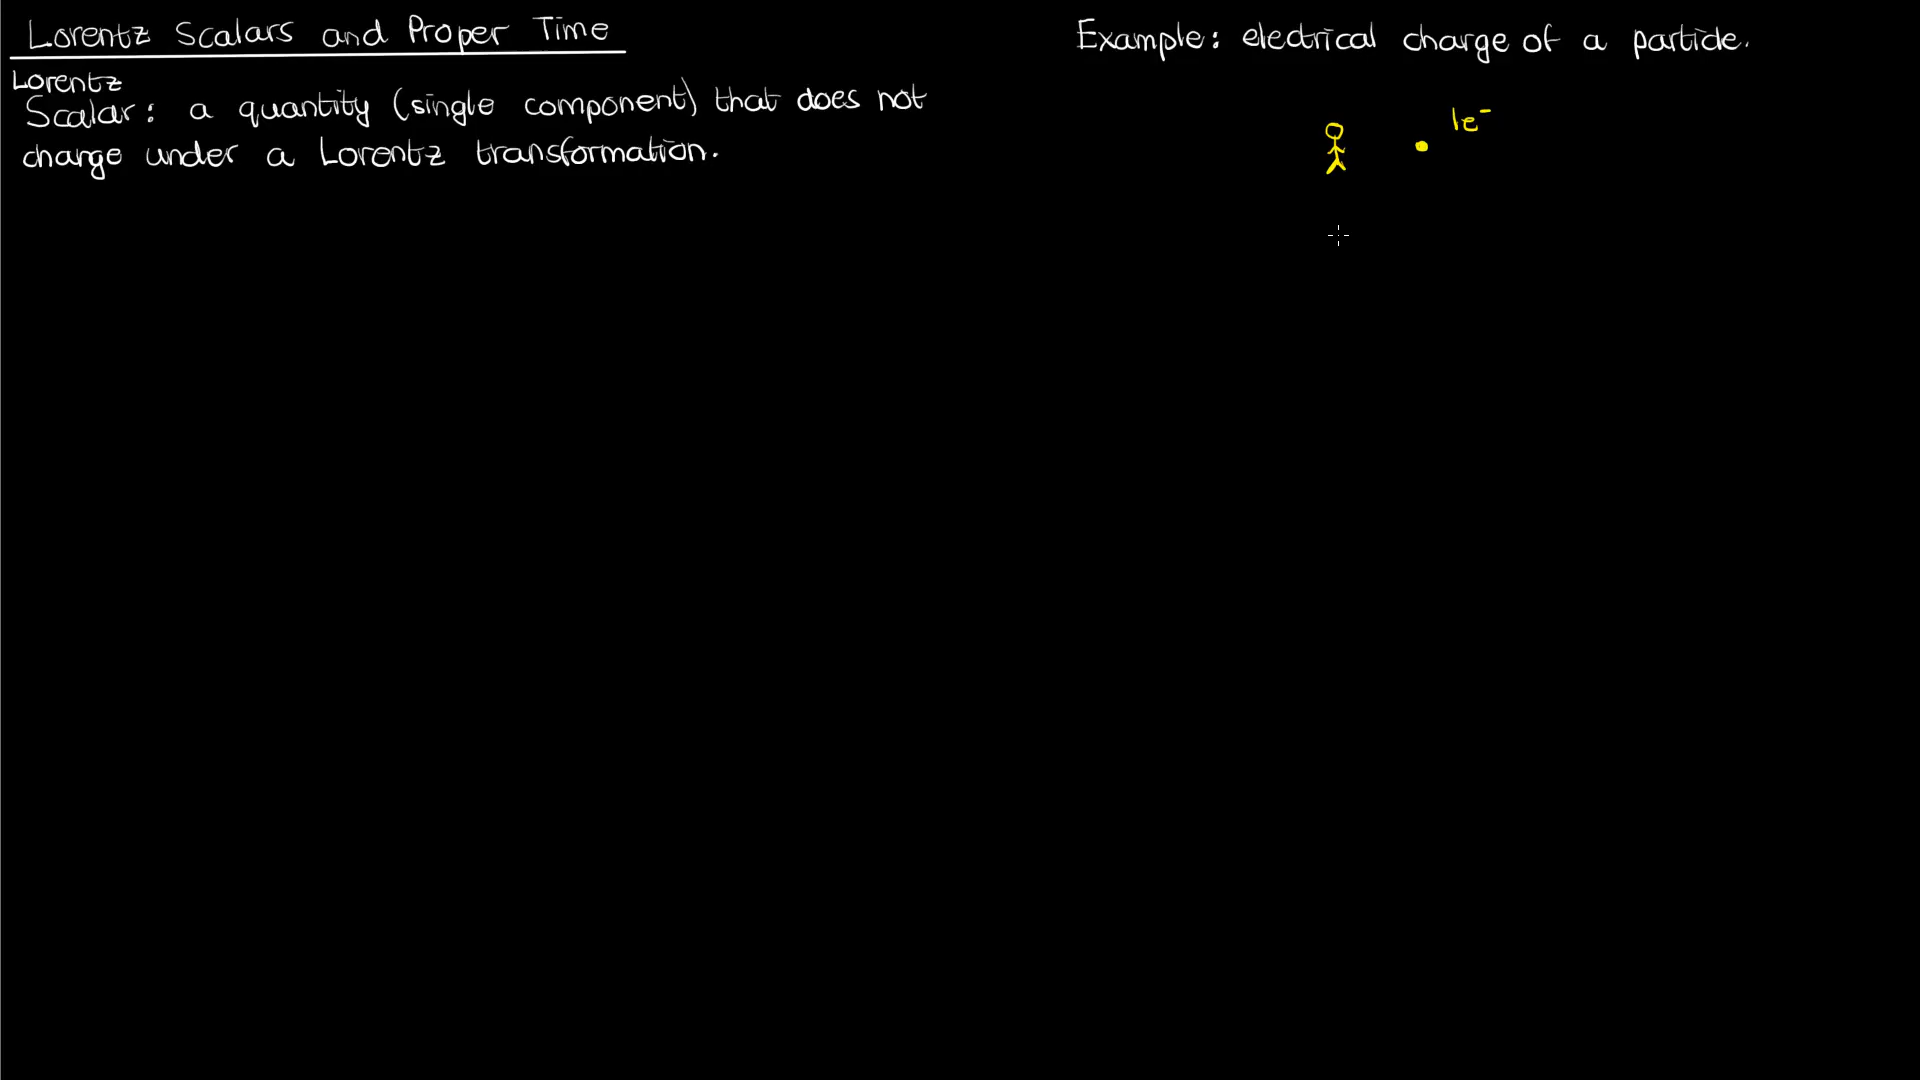 Lorentz Scalars and Proper Time
Lorentz
Scalar: a quantity (single component) that does not
change under a Lorentz transformation.
Example: electrical charge of a particle.
1e⁻